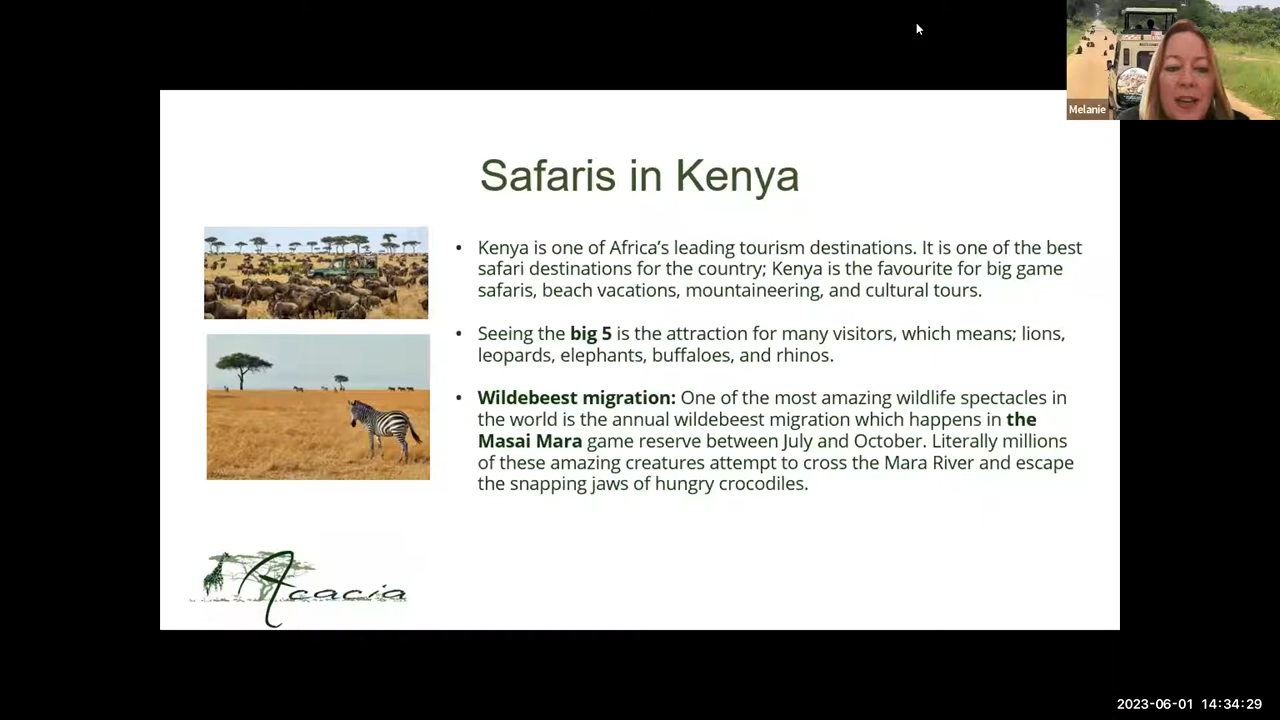 Melanie
Safaris in Kenya
• Kenya is one of Africa's leading tourism destinations. It is one of the best
safari destinations for the country; Kenya is the favourite for big game
safaris, beach vacations, mountaineering, and cultural tours.
• Seeing the big 5 is the attraction for many visitors, which means; lions,
leopards, elephants, buffaloes, and rhinos.
• Wildebeest migration: One of the most amazing wildlife spectacles in
the world is the annual wildebeest migration which happens in the
Masai Mara game reserve between July and October. Literally millions
of these amazing creatures attempt to cross the Mara River and escape
the snapping jaws of hungry crocodiles.
Acacia
2023-06-01 14:34:29